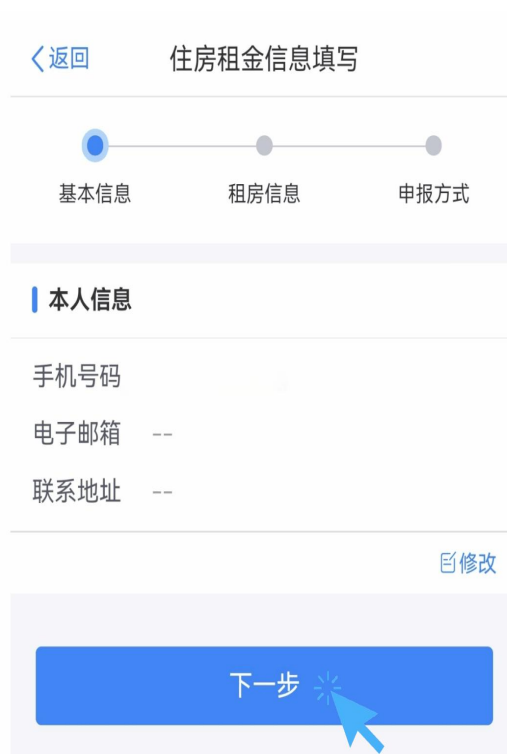 返回 住房租金信息填写
基本信息 租房信息 申报方式
本人信息
手机号码
电子邮箱 --
联系地址 --
修改
下一步